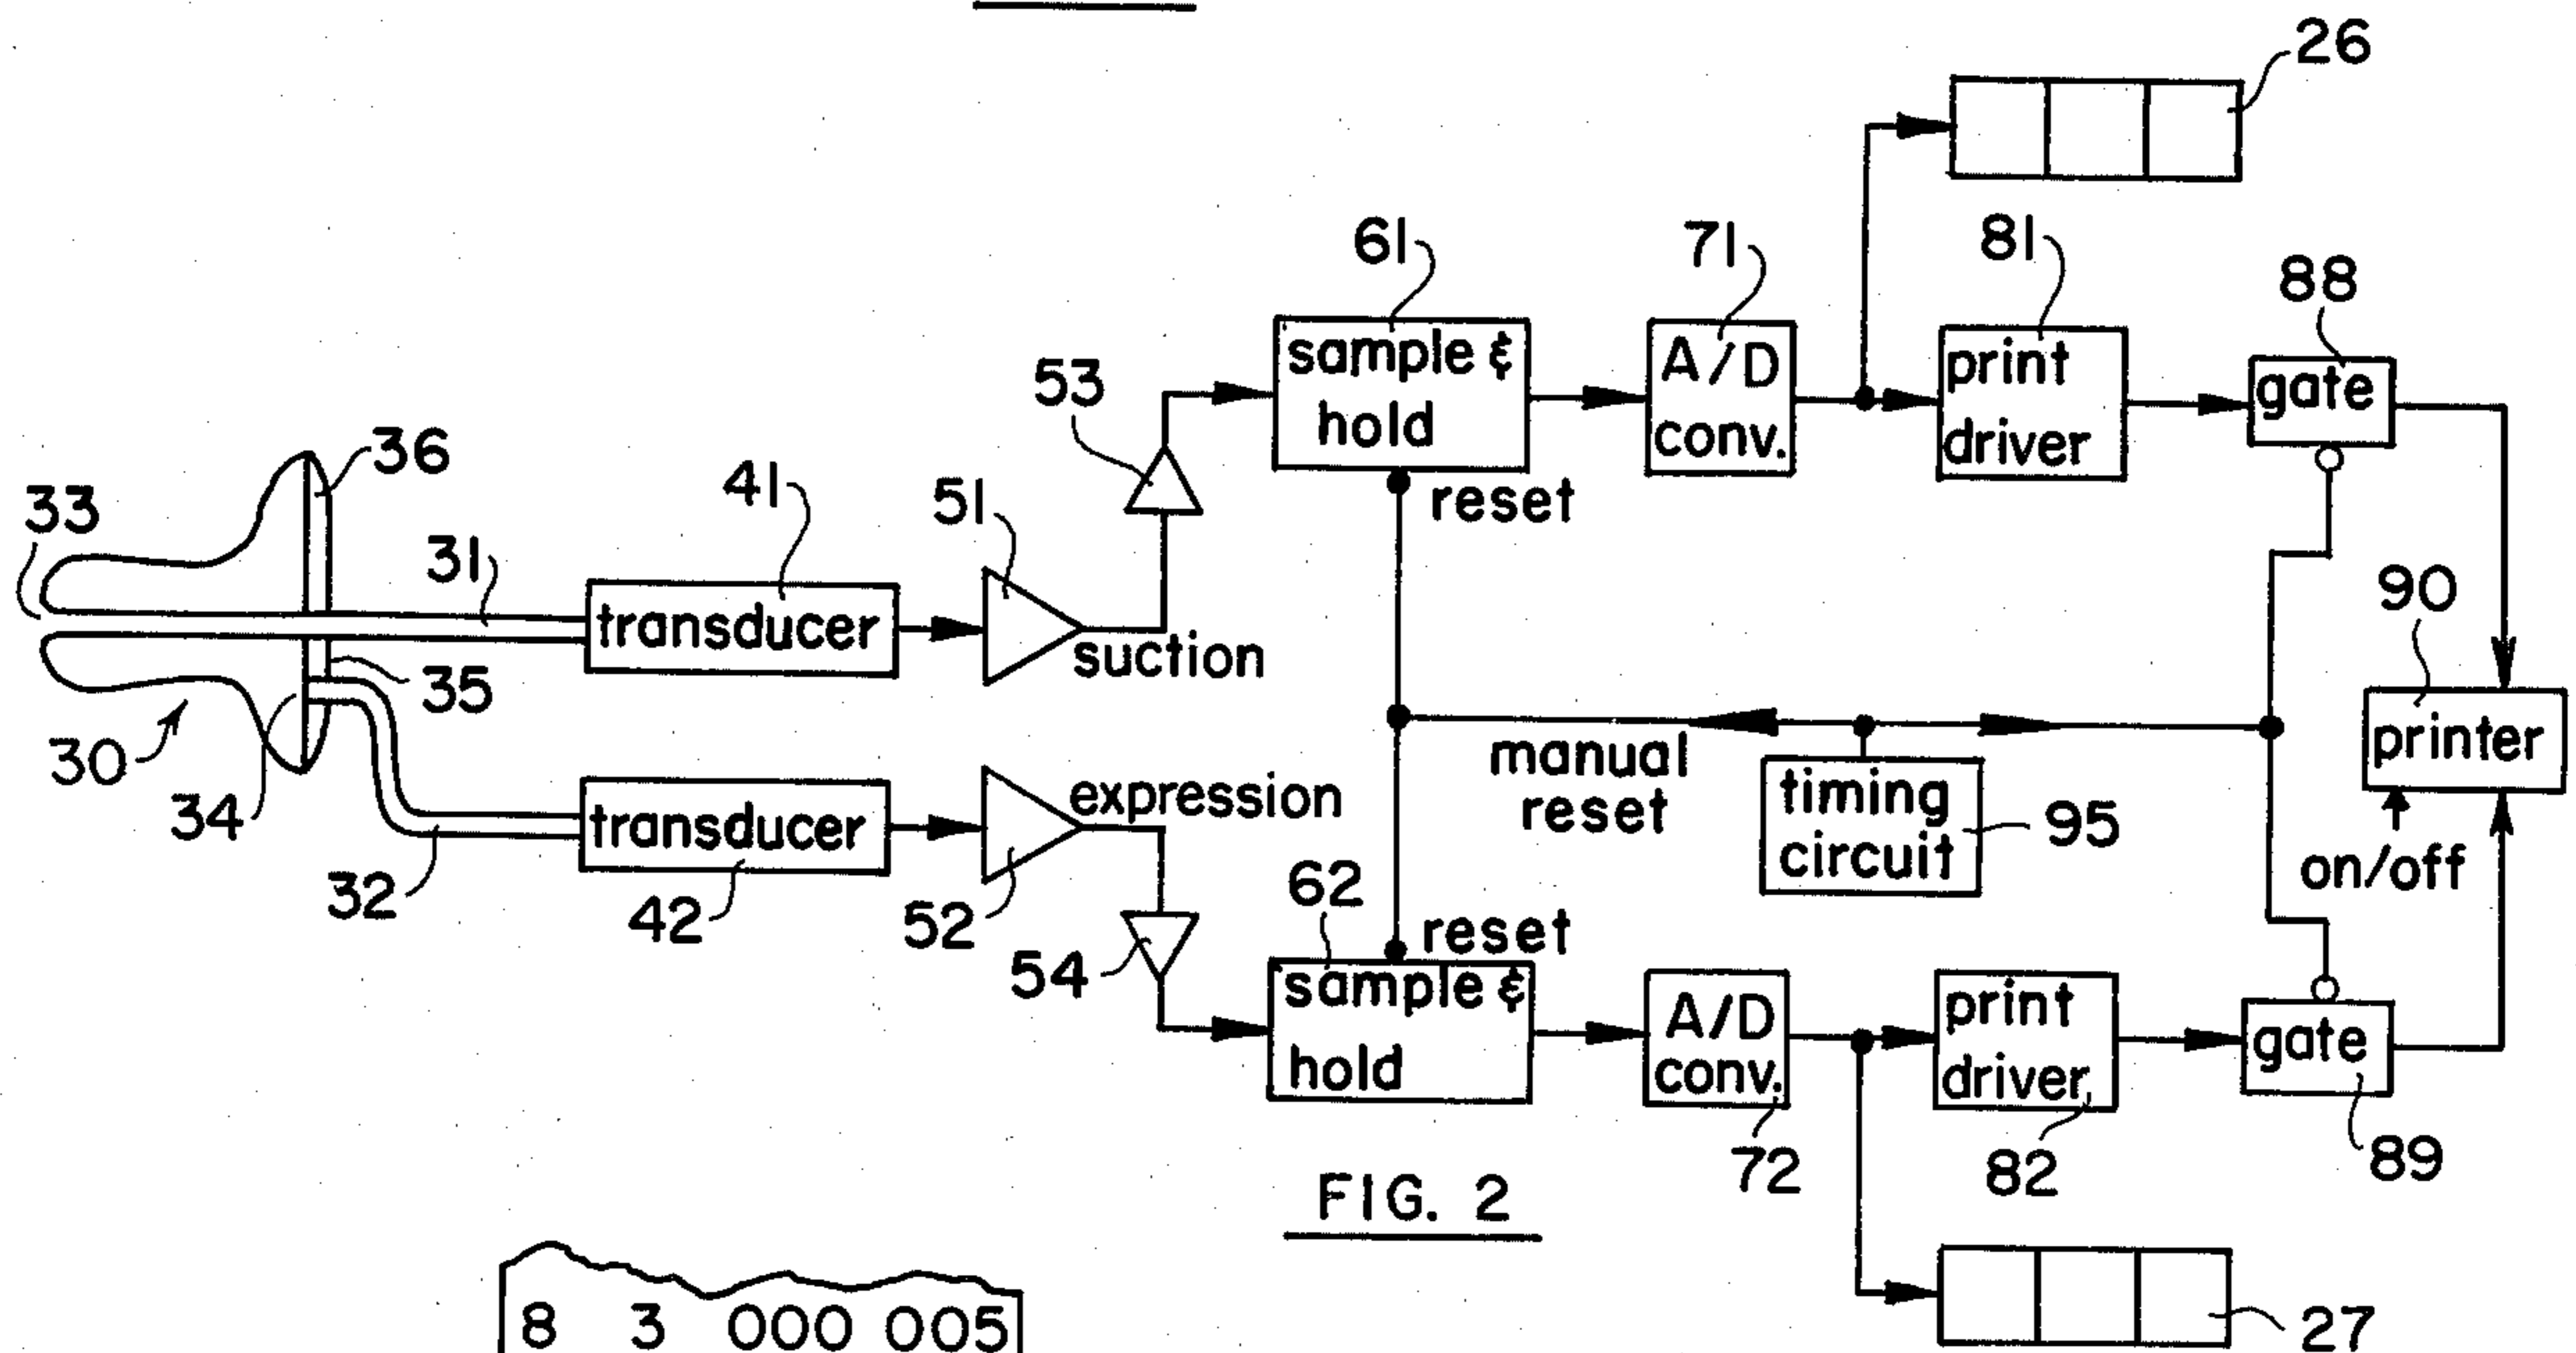 26
61
71
81
88
53
sample &
hold
A/D
conv.
print
driver
gate
36
33
41
51
reset
31
transducer
suction
90
35
30
34
manual
reset
timing
circuit
95
printer
on/off
32
transducer
42
52
expression
54
62
reset
sample &
hold
A/D
conv.
72
print
driver
82
gate
89
FIG. 2
27
8 3 000 005